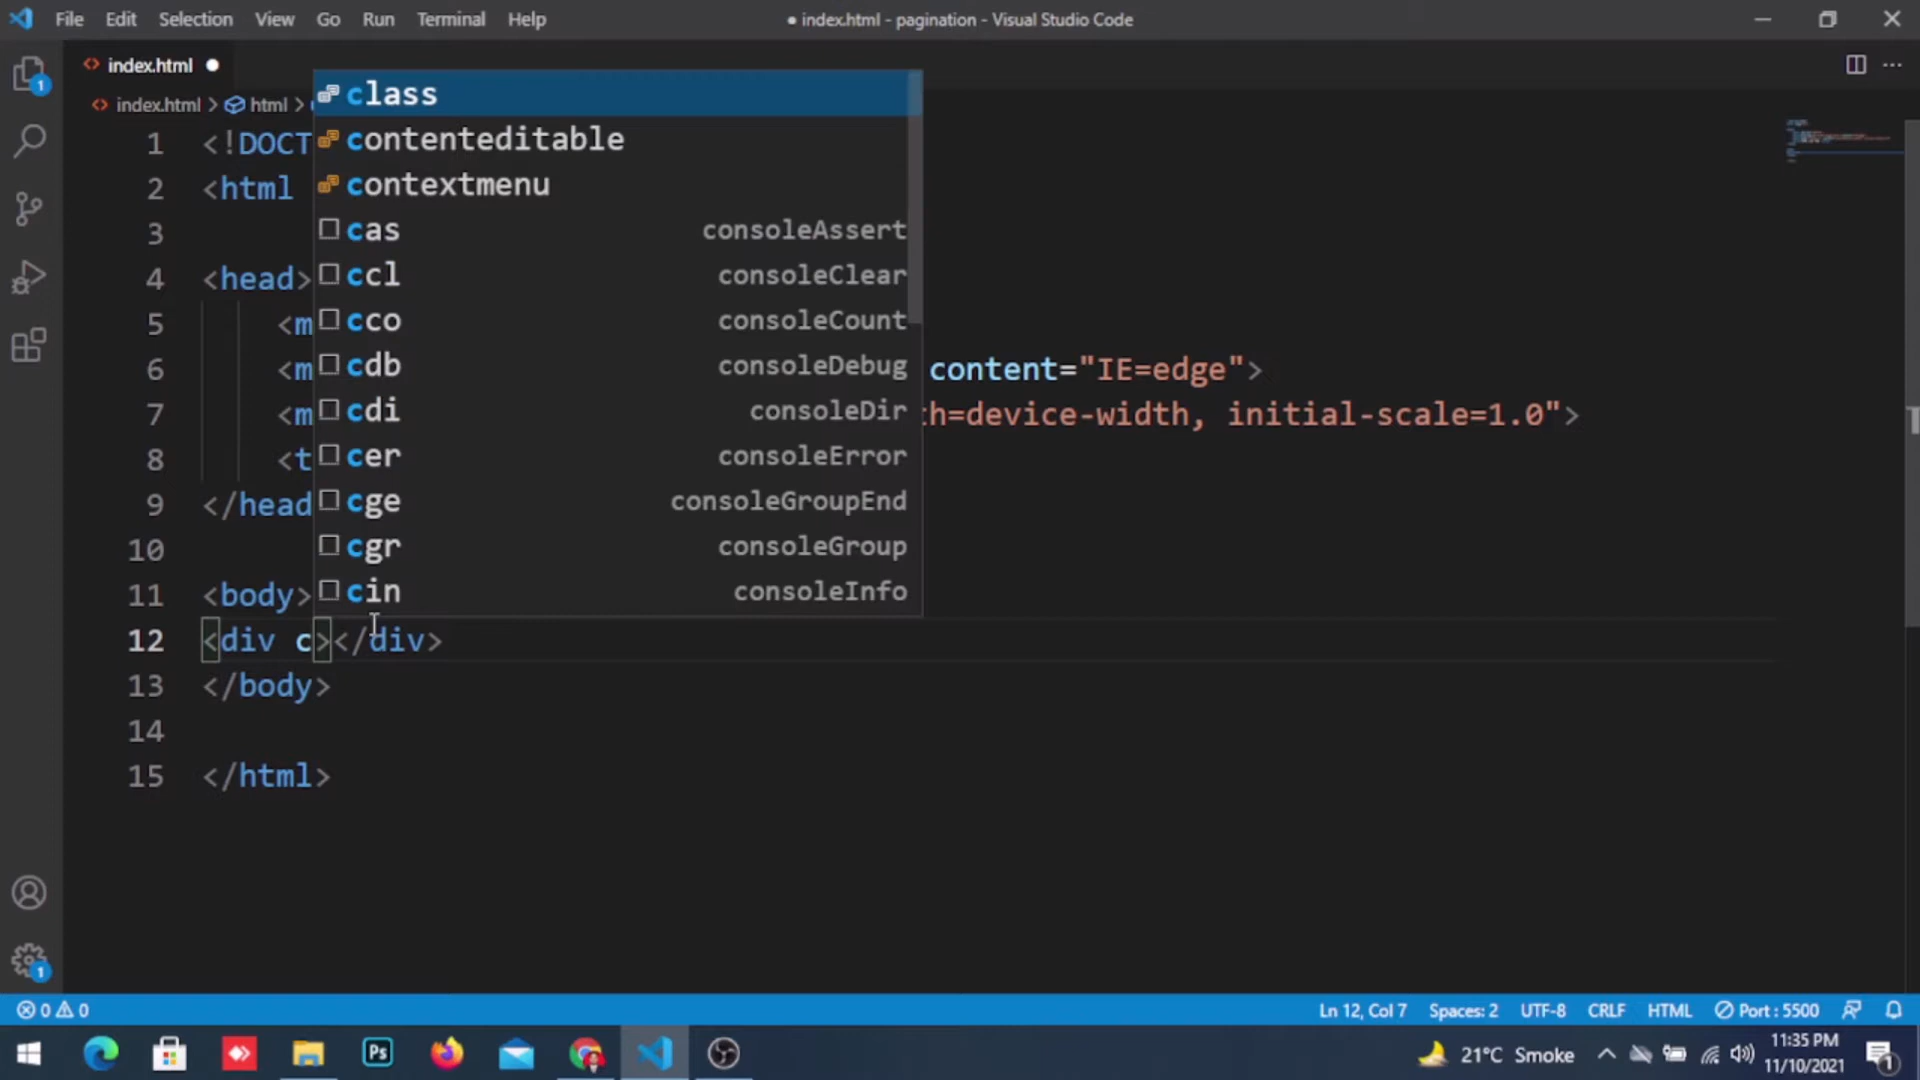 File Edit Selection View Go Run Terminal Help
● index.html - pagination - Visual Studio Code
index.html ●
index.html > html >
1 <!DOCT
2 <html
3
4 <head>
5 <m
6 <m content="IE=edge">
7 <m th=device-width, initial-scale=1.0">
8 <t
9 </head
10
11 <body>
12 <div c></div>
13 </body>
14
15 </html>
class
contenteditable
contextmenu
cas consoleAssert
ccl consoleClear
cco consoleCount
cdb consoleDebug
cdi consoleDir
cer consoleError
cge consoleGroupEnd
cgr consoleGroup
cin consoleInfo
1
1
0 0 Ln 12, Col 7 Spaces: 2 UTF-8 CRLF HTML Port : 5500
Ps
21°C Smoke
11:35 PM
11/10/2021
1